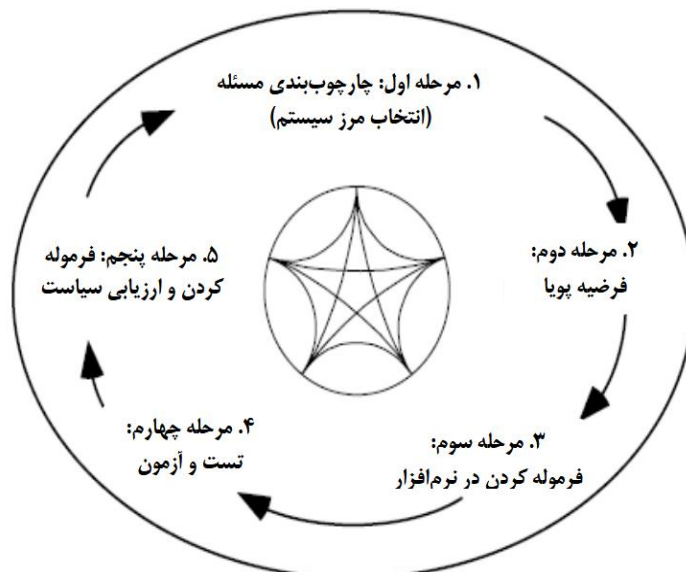 ۱. مرحله اول: چارچوب‌بندی مسئله
(انتخاب مرز سیستم)
۲. مرحله دوم:
فرضیه پویا
۳. مرحله سوم:
فرموله کردن در نرم‌افزار
۴. مرحله چهارم:
تست و آزمون
۵. مرحله پنجم: فرموله
کردن و ارزیابی سیاست